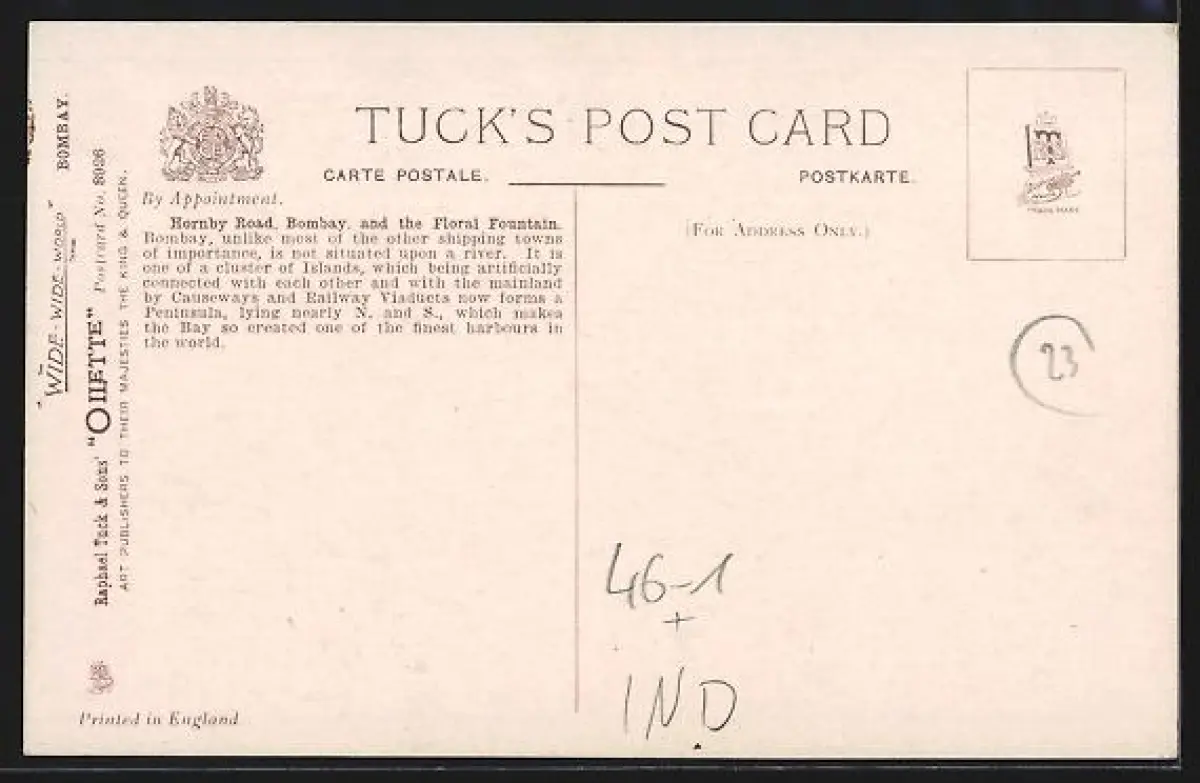 TUCK'S POST CARD
CARTE POSTALE.
POSTKARTE.
By Appointment.
Hornby Road, Bombay, and the Floral Fountain.
Bombay, unlike most of the other shipping towns
of importance, is not situated upon a river. It is
one of a cluster of Islands, which being artificially
connected with each other and with the mainland
by Causeways and Railway Viaducts now forms a
Peninsula, lying nearly N. and S., which makes
the Bay so created one of the finest harbours in
the world.
(FOR ADDRESS ONLY.)
TRADE MARK
"WIDE-WIDE-WORLD" BOMBAY.
Raphael Tuck & Sons' "OILETTE" Postcard No. 8926
ART PUBLISHERS TO THEIR MAJESTIES THE KING & QUEEN.
Printed in England
23
46-1
+
IND